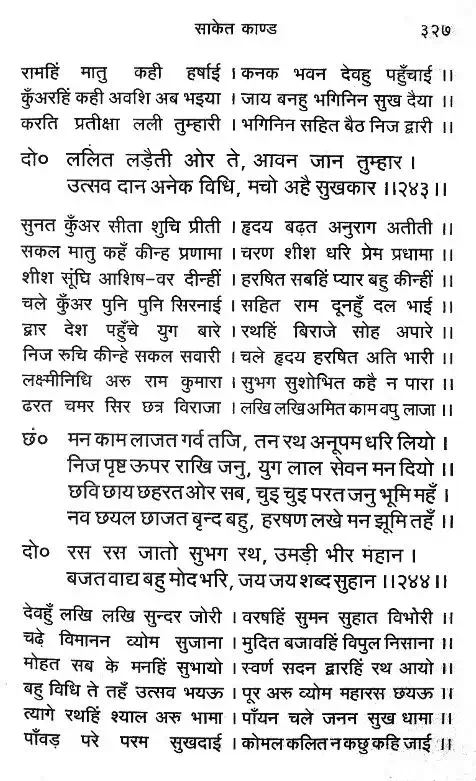 साकेत काण्ड ३२७
रामहिं मातु कही हर्षाई । कनक भवन देवहु पहुँचाई ॥
कुँअरहिं कही अवशि अब भइया । जाय बनहु भगिनिन सुख दैया ॥
करति प्रतीक्षा लली तुम्हारी । भगिनिन सहित बैठ निज द्वारी ॥
दो० ललित लड़ैती ओर ते, आवन जान तुम्हार ।
उत्सव दान अनेक विधि, मचो अहै सुखकार ॥२४३॥
सुनत कुँअर सीता शुचि प्रीती । हृदय बढ़त अनुराग अतीती ॥
सकल मातु कहँ कीन्ह प्रणामा । चरण शीश धरि प्रेम प्रधामा ॥
शीश सूंघि आशिष-वर दीन्हीं । हरषित सबहिं प्यार बहु कीन्हीं ॥
चले कुँअर पुनि पुनि सिरनाई । सहित राम दूनहुँ दल भाई ॥
द्वार देश पहुँचे युग बारे । रथहिं बिराजे सोह अपारे ॥
निज रुचि कीन्हे सकल सवारी । चले हृदय हरषित अति भारी ॥
लक्ष्मीनिधि अरु राम कुमारा । सुभग सुशोभित कहै न पारा ॥
ढरत चमर सिर छत्र विराजा । लखि लखि अमित काम वपु लाजा ॥
छं० मन काम लाजत गर्व तजि, तन रथ अनूपम धरि लियो ।
निज पृष्ट ऊपर राखि जनु, युग लाल सेवन मन दियो ॥
छवि छाय छहरत ओर सब, चुइ चुइ परत जनु भूमि महँ ।
नव छयल छाजत बृन्द बहु, हरषण लखे मन झूमि तहँ ॥
दो० रस रस जातो सुभग रथ, उमड़ी भीर महान ।
बजत वाद्य बहु मोद भरि, जय जय शब्द सुहान ॥२४४॥
देवहुँ लखि लखि सुन्दर जोरी । वरषहिं सुमन सुहात विभोरी ॥
चढ़े विमानन व्योम सुजाना । मुदित बजावहिं विपुल निसाना ॥
मोहत सब के मनहिं सुभायो । स्वर्ण सदन द्वारहिं रथ आयो ॥
बहु विधि ते तहँ उत्सव भयऊ । पूर अरु व्योम महारस छयऊ ॥
त्यागे रथहिं श्याल अरु भामा । पाँयन चले जनन सुख धामा ॥
पाँवड़ परे परम सुखदाई । कोमल कलित न कछु कहि जाई ॥